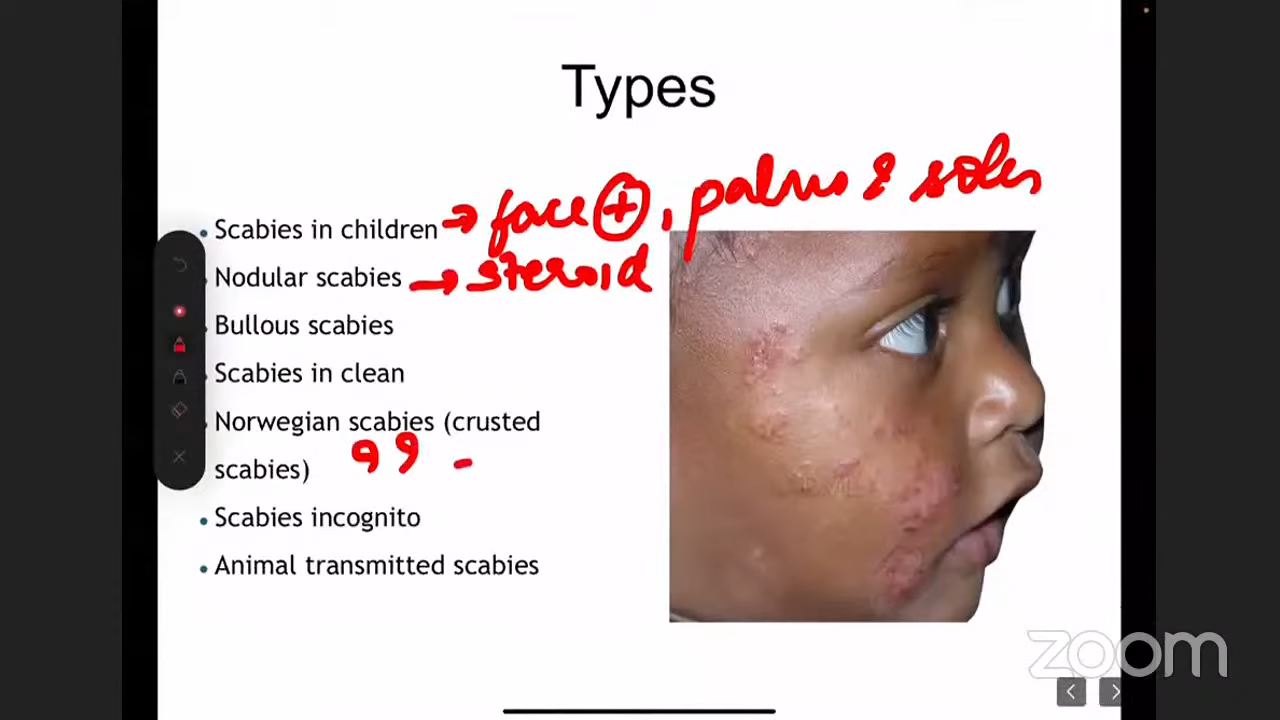 Types
Scabies in children → face ⊕, palms & soles
Nodular scabies → steroid
Bullous scabies
Scabies in clean
Norwegian scabies (crusted
scabies) 99 -
Scabies incognito
Animal transmitted scabies
zoom